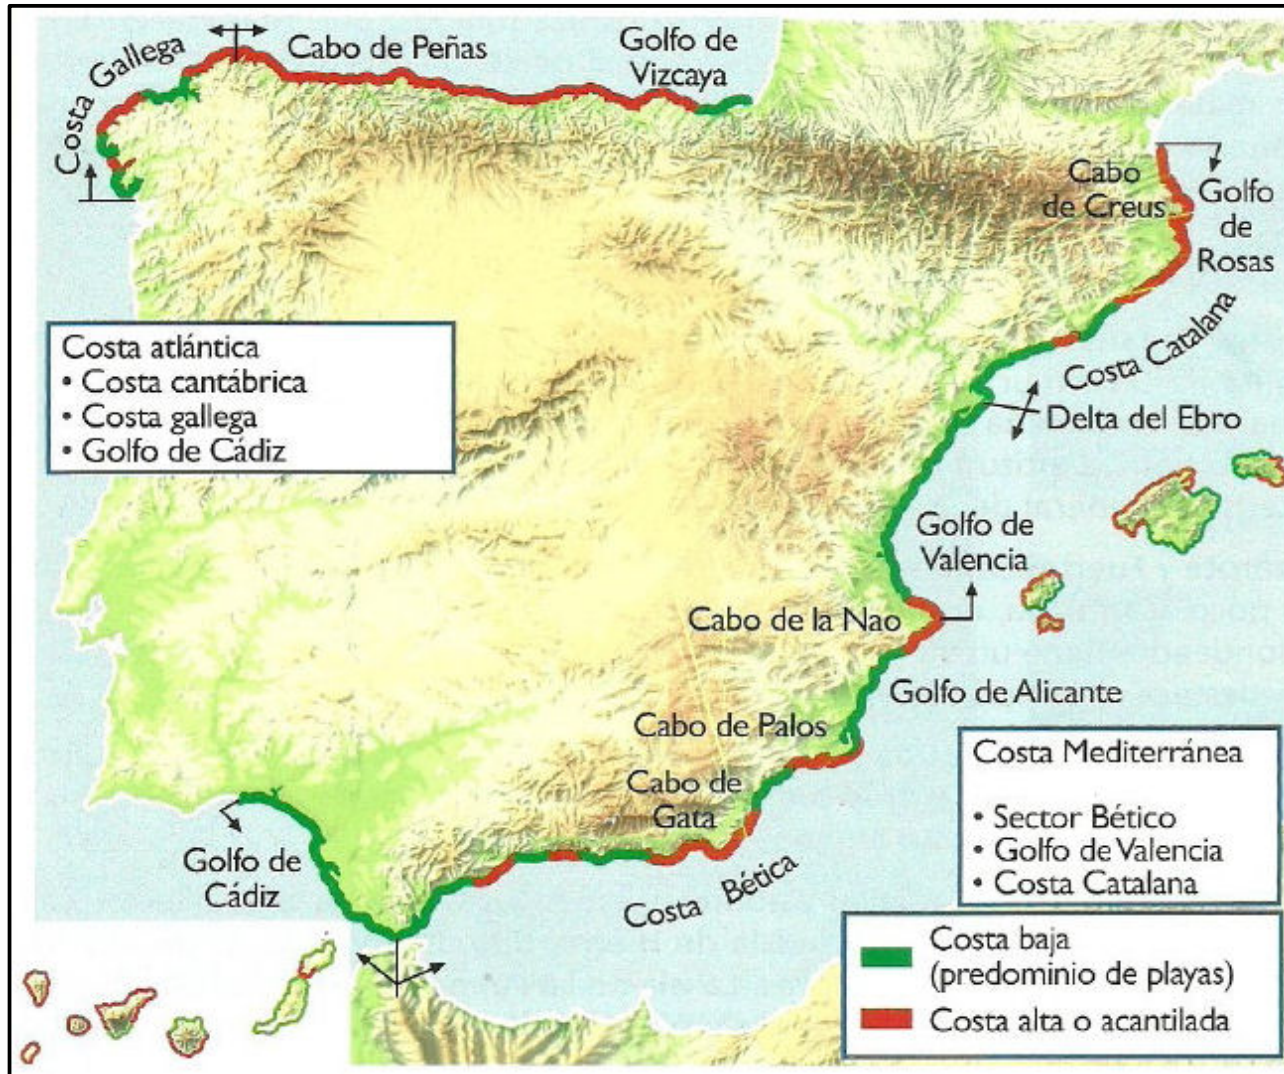 Costa Gallega
Cabo de Peñas
Golfo de
Vizcaya
Cabo
de Creus
Golfo
de
Rosas
Costa atlántica
• Costa cantábrica
• Costa gallega
• Golfo de Cádiz
Costa Catalana
Delta del Ebro
Golfo de
Valencia
Cabo de la Nao
Golfo de Alicante
Cabo de Palos
Cabo de
Gata
Costa Mediterránea
• Sector Bético
• Golfo de Valencia
• Costa Catalana
Golfo de
Cádiz
Costa Bética
Costa baja
(predominio de playas)
Costa alta o acantilada